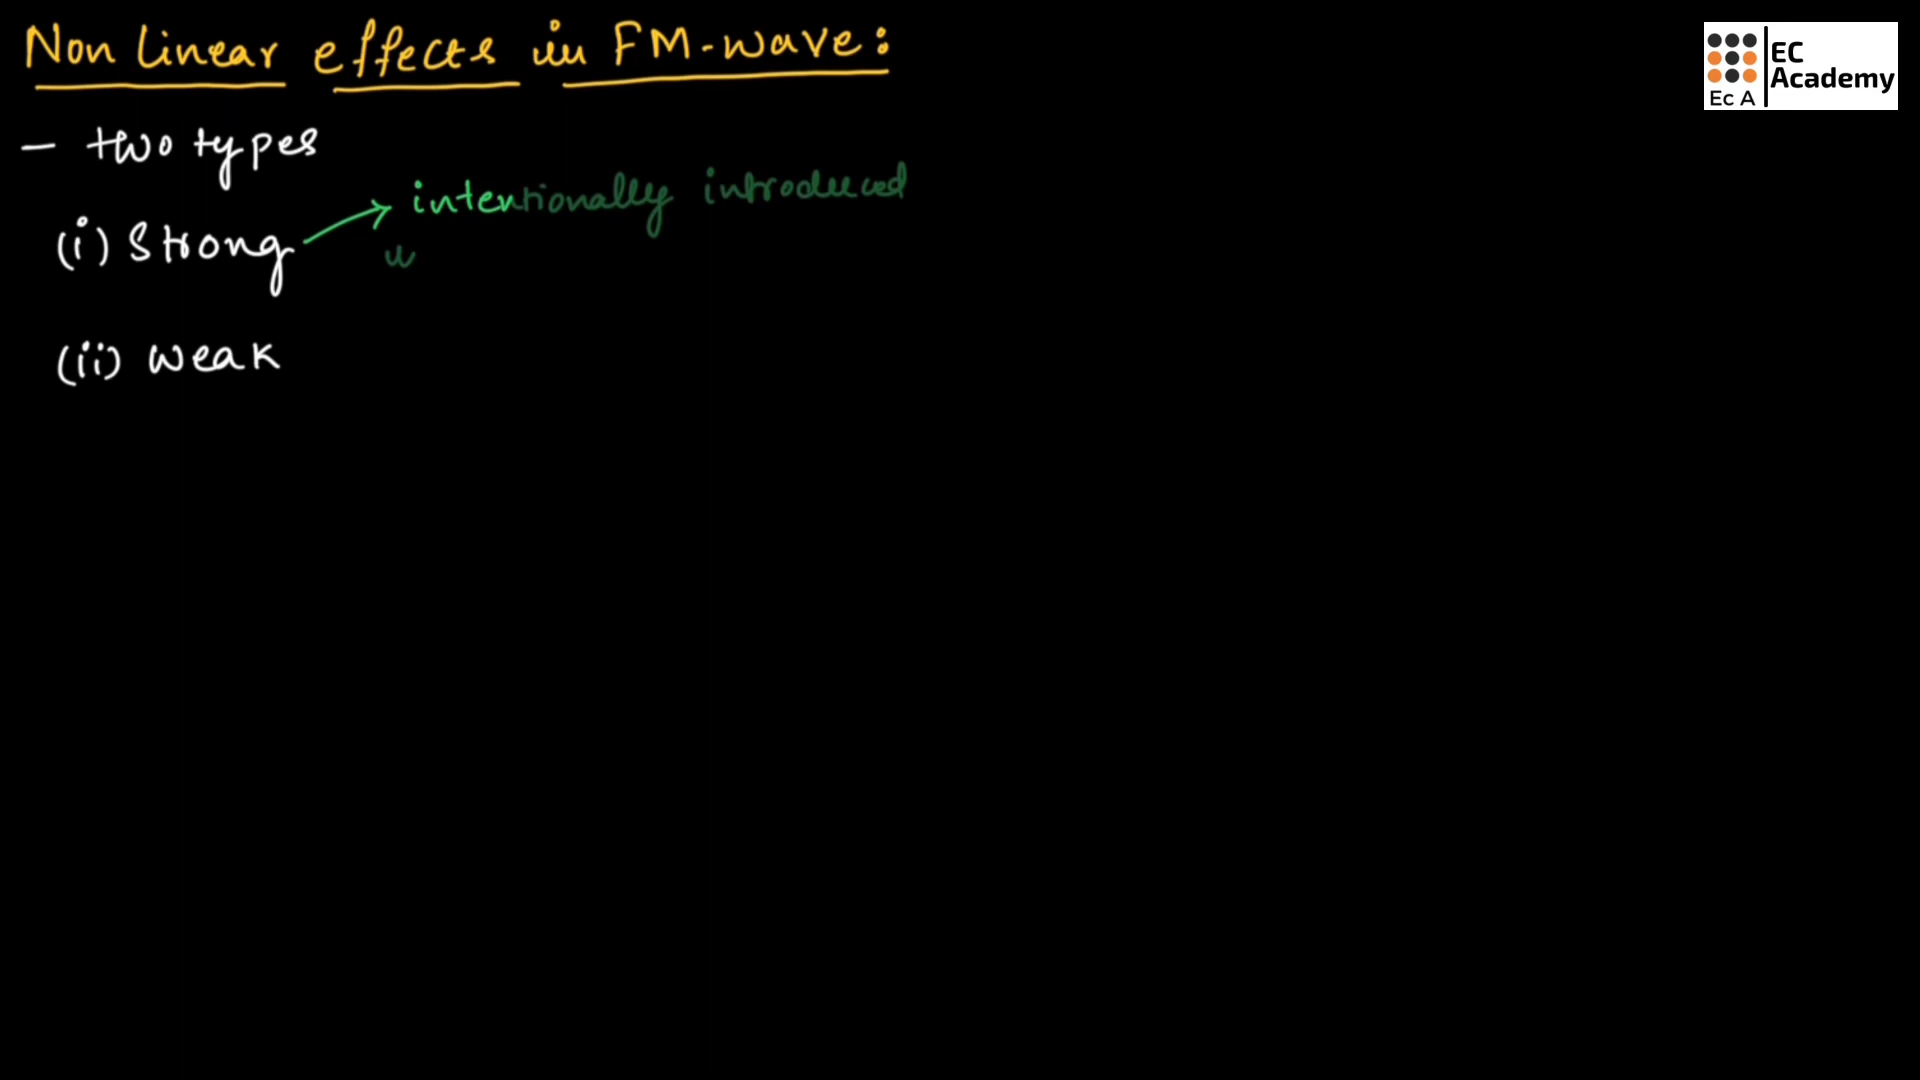 Non linear effects in FM-wave:
EC
Academy
Ec A
- two types
intentionally introduced
(i) Strong
(ii) weak